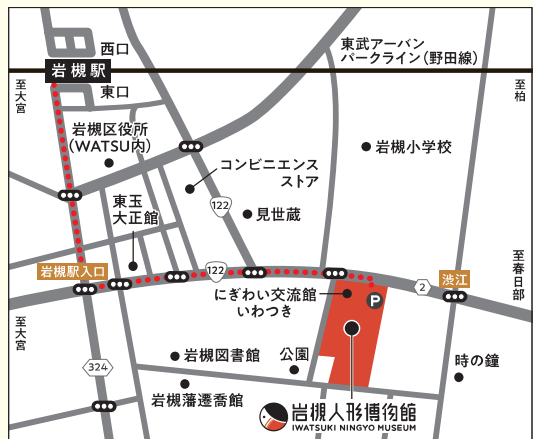 西口
岩槻駅
東口
東武アーバン
パークライン（野田線）
至大宮
至柏
岩槻区役所
（WATSU内）
岩槻小学校
コンビニエンス
ストア
東玉
大正館
122
見世蔵
岩槻駅入口
122
にぎわい交流館
いわつき
P
2
渋江
至春日部
至大宮
324
岩槻図書館
公園
時の鐘
岩槻藩遷喬館
岩槻人形博物館
IWATSUKI NINGYO MUSEUM